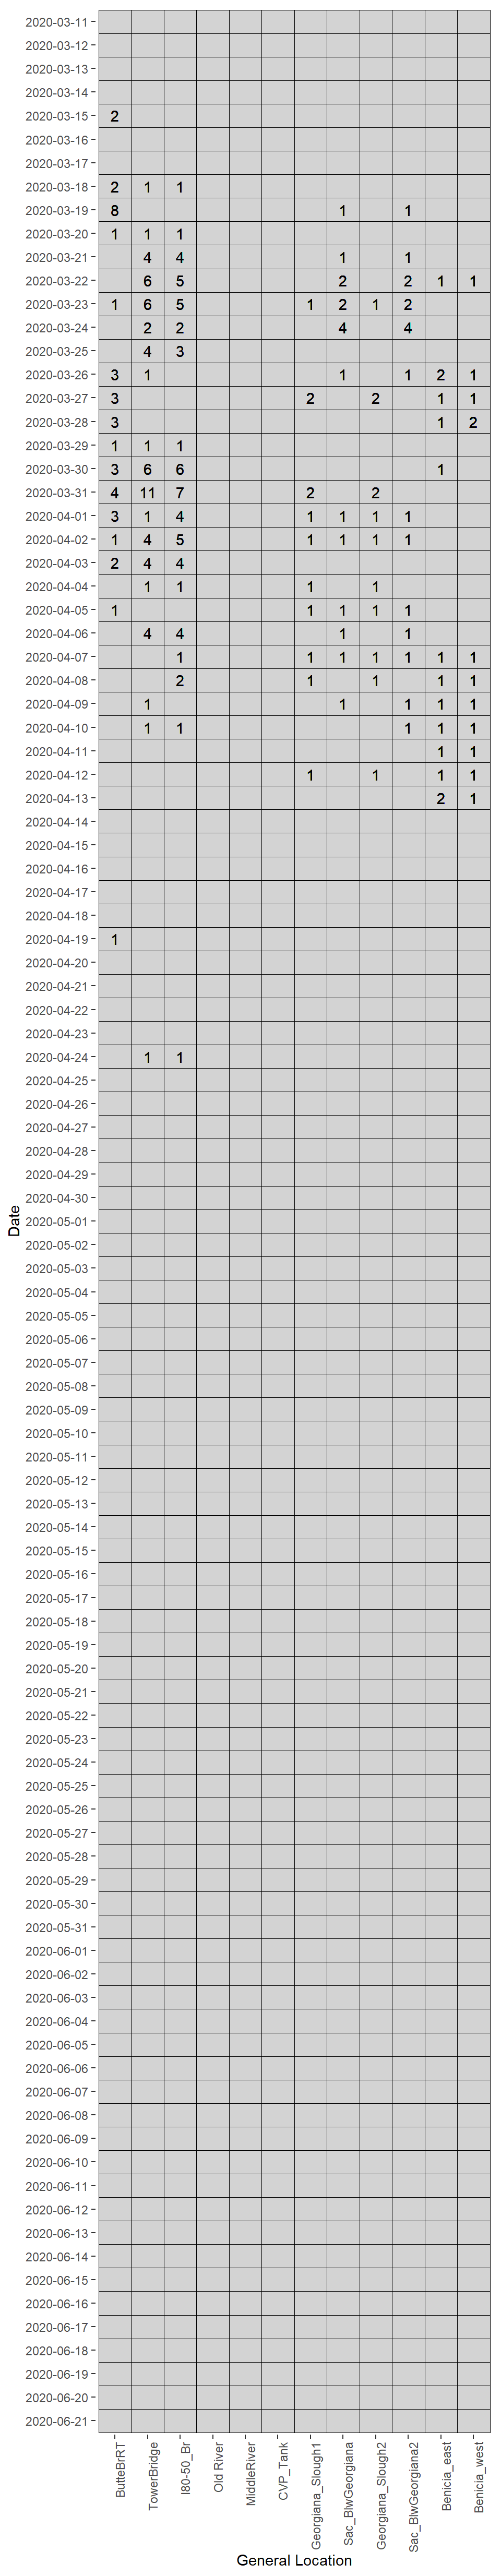 2020-03-11
2020-03-12
2020-03-13
2020-03-14
2020-03-15 2
2020-03-16
2020-03-17
2020-03-18 2 1 1
2020-03-19 8 1 1
2020-03-20 1 1 1
2020-03-21 4 4 1 1
2020-03-22 6 5 2 2 1 1
2020-03-23 1 6 5 1 2 1 2
2020-03-24 2 2 4 4
2020-03-25 4 3
2020-03-26 3 1 1 1 2 1
2020-03-27 3 2 2 1 1
2020-03-28 3 1 2
2020-03-29 1 1 1
2020-03-30 3 6 6 1
2020-03-31 4 11 7 2 2
2020-04-01 3 1 4 1 1 1 1
2020-04-02 1 4 5 1 1 1 1
2020-04-03 2 4 4
2020-04-04 1 1 1 1
2020-04-05 1 1 1 1 1
2020-04-06 4 4 1 1
2020-04-07 1 1 1 1 1 1 1
2020-04-08 2 1 1 1 1
2020-04-09 1 1 1 1 1
2020-04-10 1 1 1 1 1
2020-04-11 1 1
2020-04-12 1 1 1 1
2020-04-13 2 1
2020-04-14
2020-04-15
2020-04-16
2020-04-17
2020-04-18
2020-04-19 1
2020-04-20
2020-04-21
2020-04-22
2020-04-23
2020-04-24 1 1
2020-04-25
2020-04-26
2020-04-27
2020-04-28
2020-04-29
2020-04-30
2020-05-01
2020-05-02
2020-05-03
2020-05-04
2020-05-05
2020-05-06
2020-05-07
2020-05-08
2020-05-09
2020-05-10
2020-05-11
2020-05-12
2020-05-13
2020-05-14
2020-05-15
2020-05-16
2020-05-17
2020-05-18
2020-05-19
2020-05-20
2020-05-21
2020-05-22
2020-05-23
2020-05-24
2020-05-25
2020-05-26
2020-05-27
2020-05-28
2020-05-29
2020-05-30
2020-05-31
2020-06-01
2020-06-02
2020-06-03
2020-06-04
2020-06-05
2020-06-06
2020-06-07
2020-06-08
2020-06-09
2020-06-10
2020-06-11
2020-06-12
2020-06-13
2020-06-14
2020-06-15
2020-06-16
2020-06-17
2020-06-18
2020-06-19
2020-06-20
2020-06-21
Date
ButteBrRT
TowerBridge
I80-50_Br
Old River
MiddleRiver
CVP_Tank
Georgiana_Slough1
Sac_BlwGeorgiana
Georgiana_Slough2
Sac_BlwGeorgiana2
Benicia_east
Benicia_west
General Location